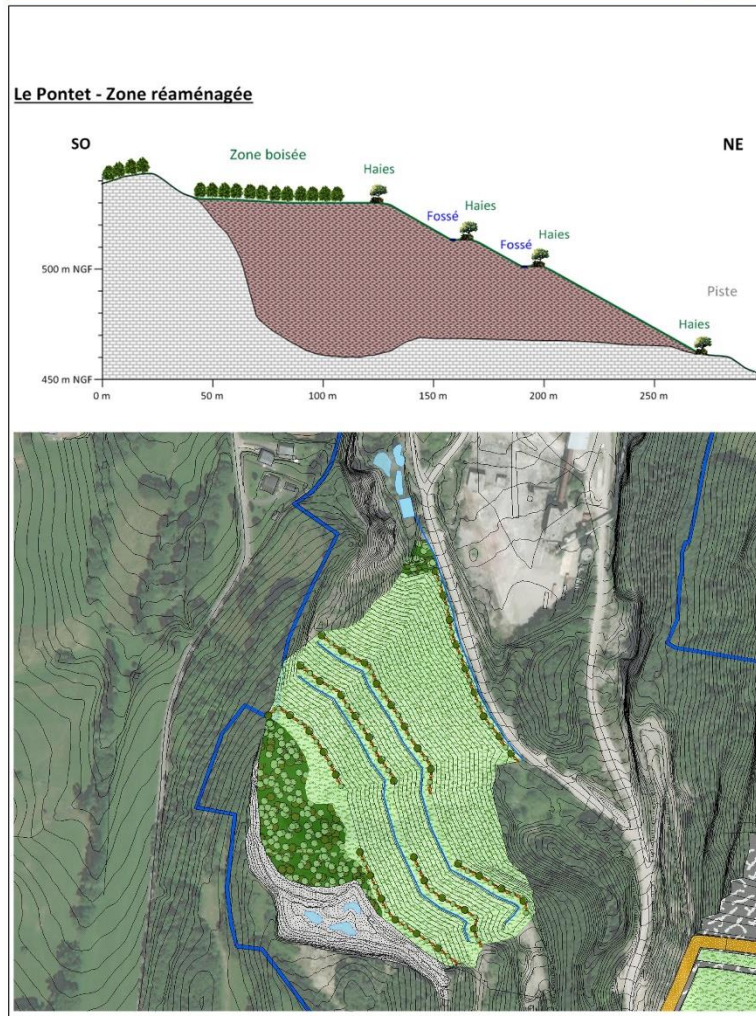 Le Pontet - Zone réaménagée
SO
NE
Zone boisée
Haies
Fossé
Haies
Fossé
Haies
500 m NGF
Piste
Haies
450 m NGF
0 m
50 m
100 m
150 m
200 m
250 m